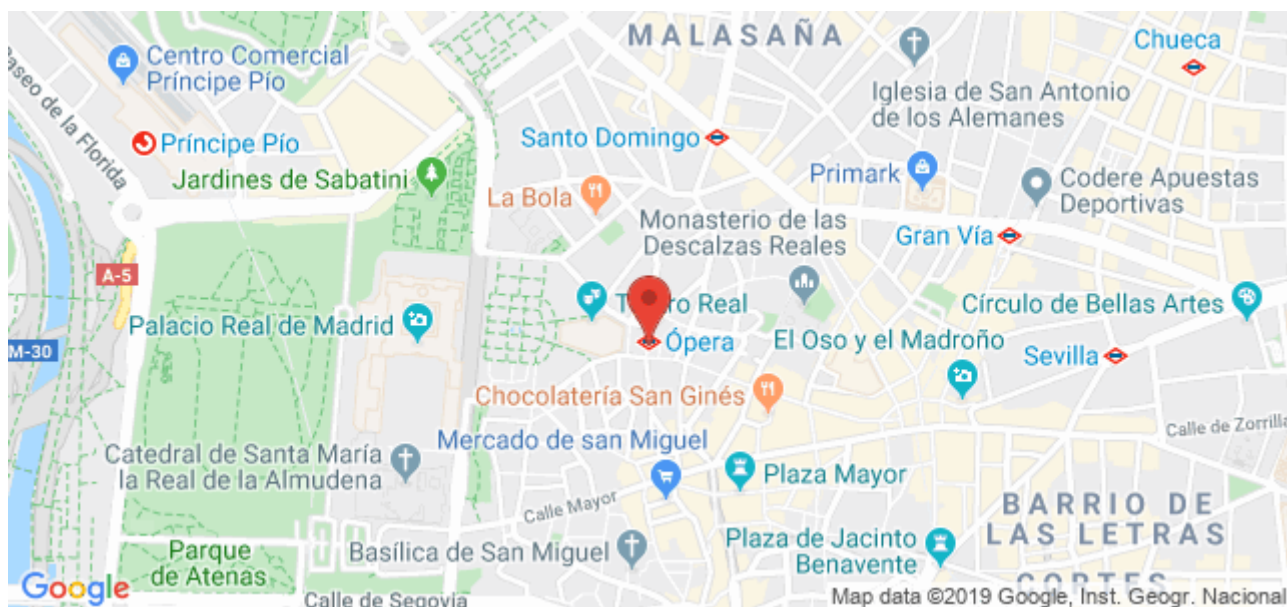 MALASAÑA
Chueca
Centro Comercial
Príncipe Pío
Iglesia de San Antonio
de los Alemanes
Paseo de la Florida
Príncipe Pío
Santo Domingo
Jardines de Sabatini
Primark
Codere Apuestas
Deportivas
La Bola
Monasterio de las
Descalzas Reales
Gran Vía
A-5
Teatro Real
Círculo de Bellas Artes
Palacio Real de Madrid
Ópera
El Oso y el Madroño
M-30
Sevilla
Chocolatería San Ginés
Calle de Zorrilla
Mercado de san Miguel
Catedral de Santa María
la Real de la Almudena
Plaza Mayor
Calle Mayor
BARRIO DE
LAS LETRAS
Basílica de San Miguel
Plaza de Jacinto
Benavente
Parque
de Atenas
CORTES
Google
Calle de Segovia
Map data ©2019 Google, Inst. Geogr. Nacional